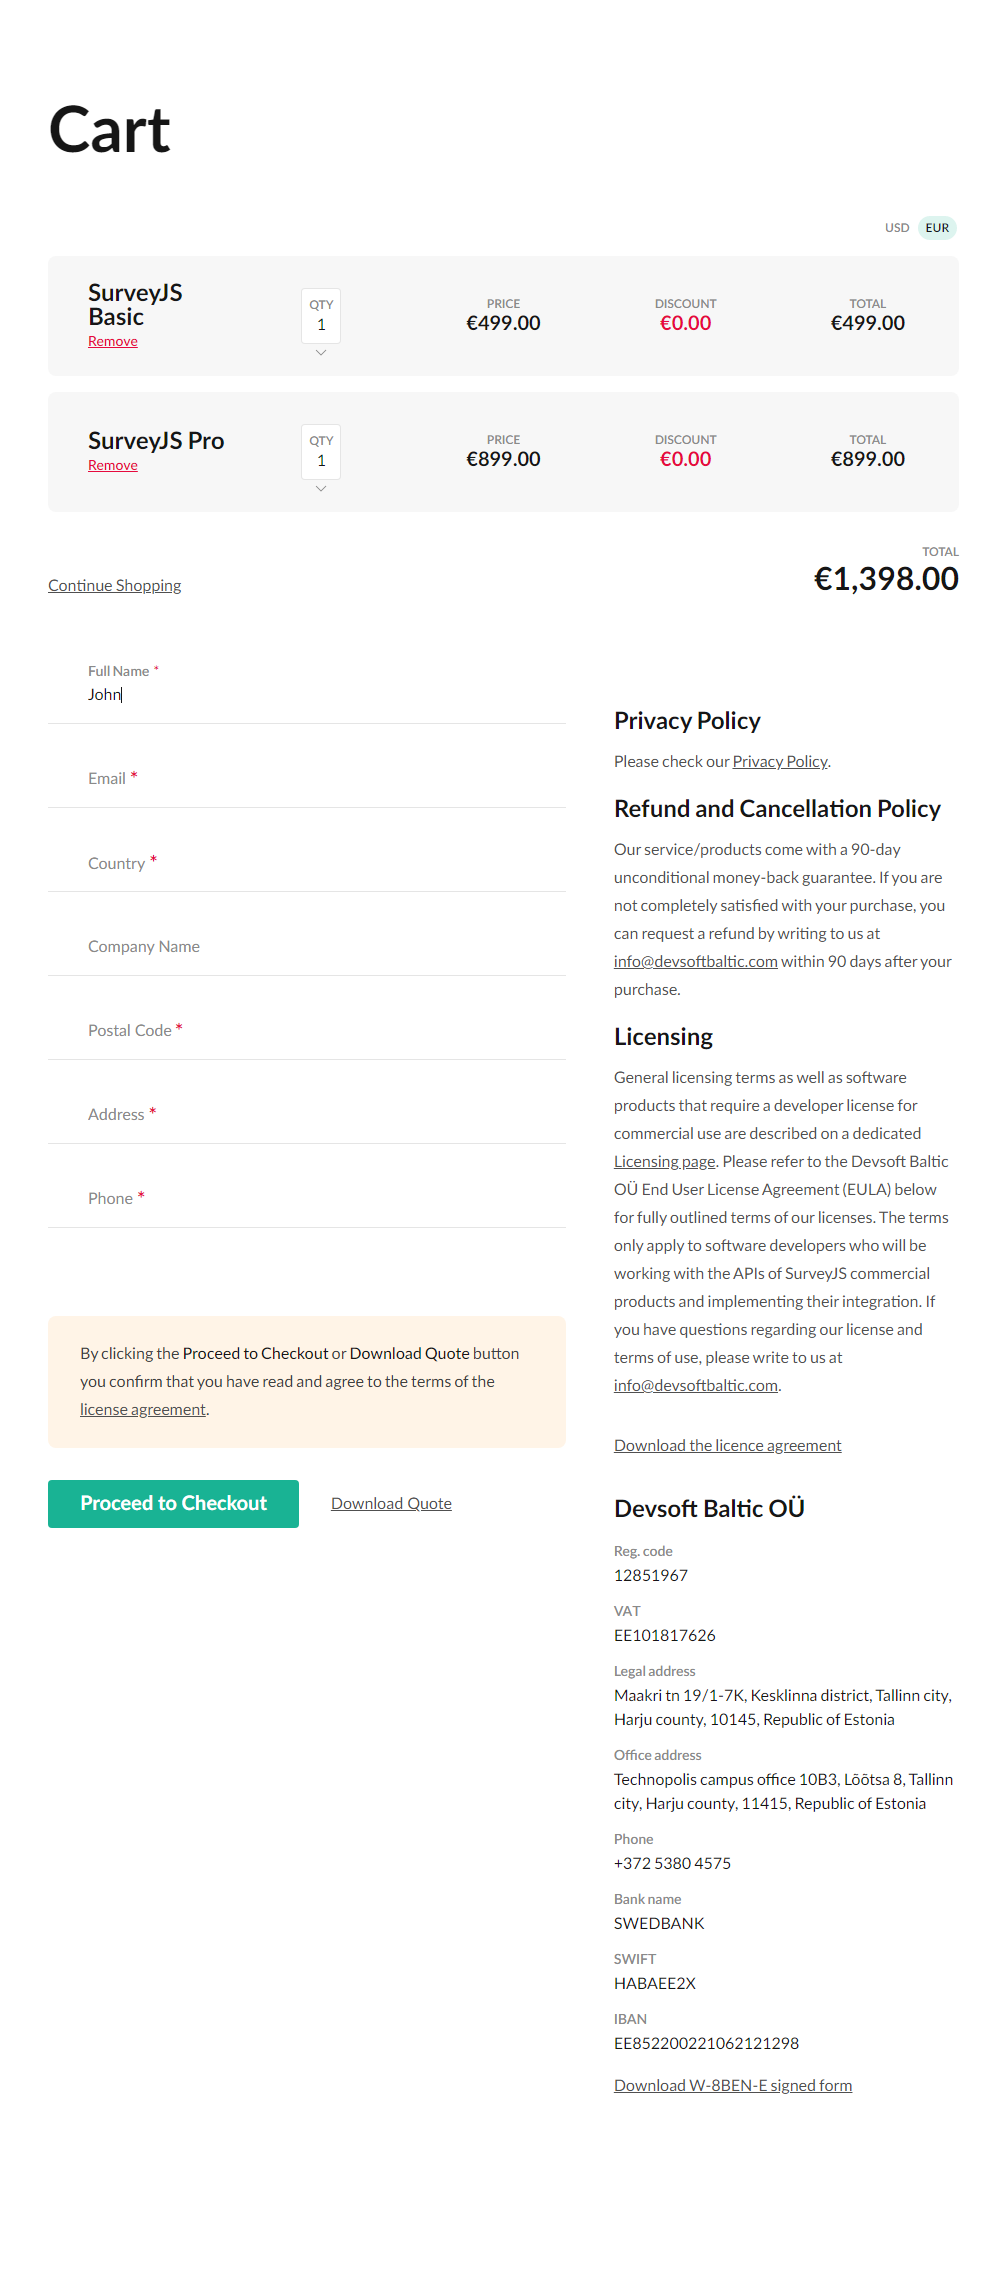 Cart
USD EUR
SurveyJS
Basic
Remove
QTY
1
PRICE
€499.00
DISCOUNT
€0.00
TOTAL
€499.00
SurveyJS Pro
Remove
QTY
1
PRICE
€899.00
DISCOUNT
€0.00
TOTAL
€899.00
Continue Shopping
TOTAL
€1,398.00
Full Name *
John
Email *
Country *
Company Name
Postal Code *
Address *
Phone *
By clicking the Proceed to Checkout or Download Quote button
you confirm that you have read and agree to the terms of the
license agreement.
Proceed to Checkout
Download Quote
Privacy Policy
Please check our Privacy Policy.
Refund and Cancellation Policy
Our service/products come with a 90-day
unconditional money-back guarantee. If you are
not completely satisfied with your purchase, you
can request a refund by writing to us at
info@devsoftbaltic.com within 90 days after your
purchase.
Licensing
General licensing terms as well as software
products that require a developer license for
commercial use are described on a dedicated
Licensing page. Please refer to the Devsoft Baltic
OÜ End User License Agreement (EULA) below
for fully outlined terms of our licenses. The terms
only apply to software developers who will be
working with the APIs of SurveyJS commercial
products and implementing their integration. If
you have questions regarding our license and
terms of use, please write to us at
info@devsoftbaltic.com.
Download the licence agreement
Devsoft Baltic OÜ
Reg. code
12851967
VAT
EE101817626
Legal address
Maakri tn 19/1-7K, Kesklinna district, Tallinn city,
Harju county, 10145, Republic of Estonia
Office address
Technopolis campus office 10B3, Lõõtsa 8, Tallinn
city, Harju county, 11415, Republic of Estonia
Phone
+372 5380 4575
Bank name
SWEDBANK
SWIFT
HABAEE2X
IBAN
EE852200221062121298
Download W-8BEN-E signed form